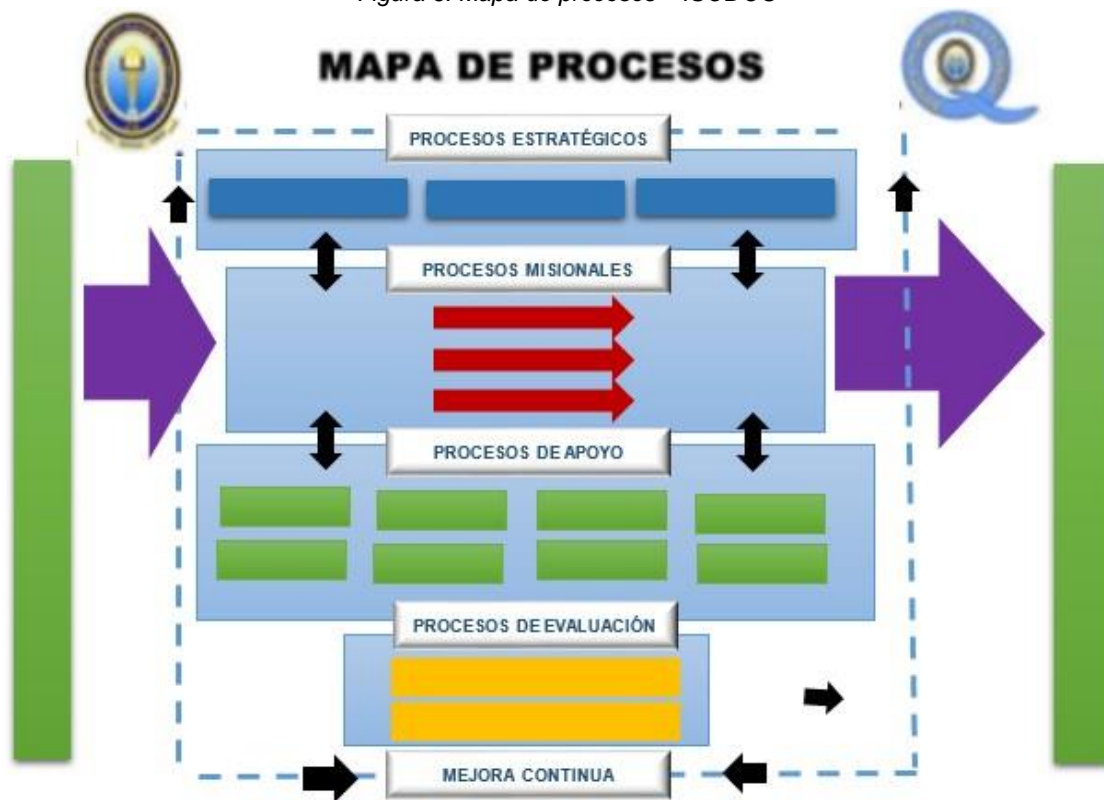 MAPA DE PROCESOS
PROCESOS ESTRATÉGICOS
PROCESOS MISIONALES
PROCESOS DE APOYO
PROCESOS DE EVALUACIÓN
MEJORA CONTINUA